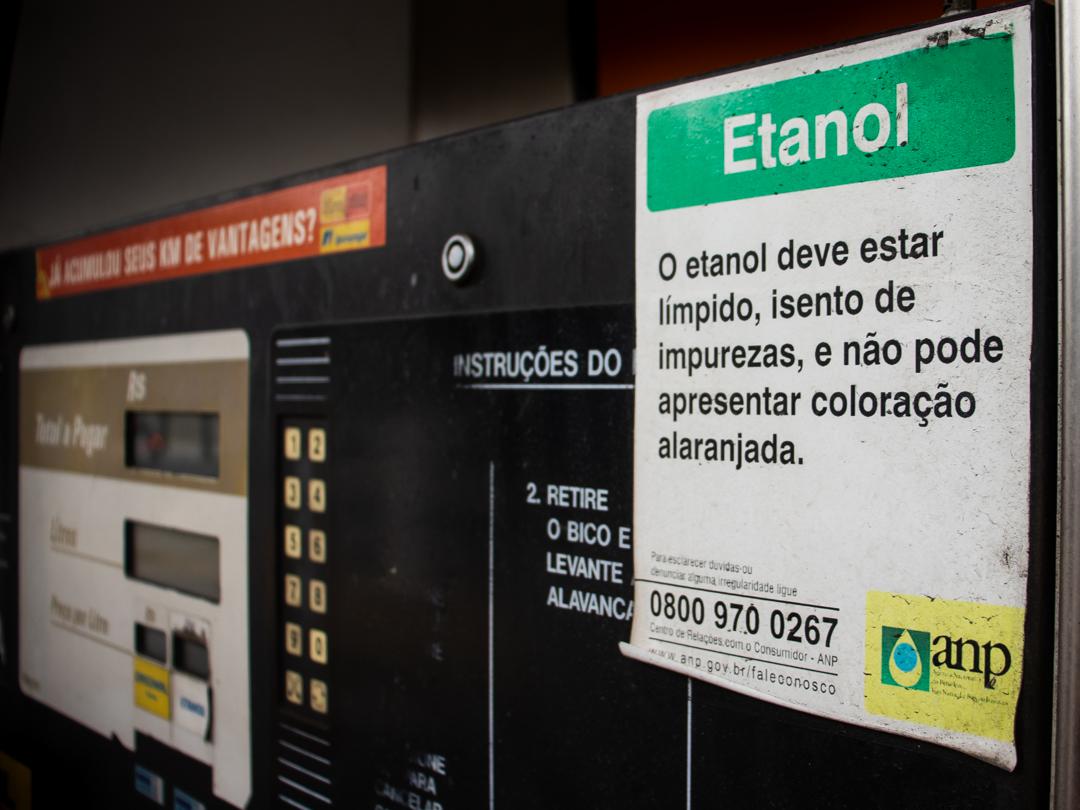 Etanol
O etanol deve estar
límpido, isento de
impurezas, e não pode
apresentar coloração
alaranjada.
Para esclarecer dúvidas ou
denunciar alguma irregularidade ligue
0800 970 0267
Centro de Relações com o Consumidor - ANP
www.anp.gov.br/faleconosco
anp
JÁ ACUMULOU SEUS KM DE VANTAGENS?
Ipiranga
R$
Total a Pagar
Litros
Preço por Litro
1 2
3 4
5 6
7 8
9 0
INSTRUÇÕES DO
2. RETIRE
O BICO E
LEVANTE
ALAVANCA
PARA
CANCELAR